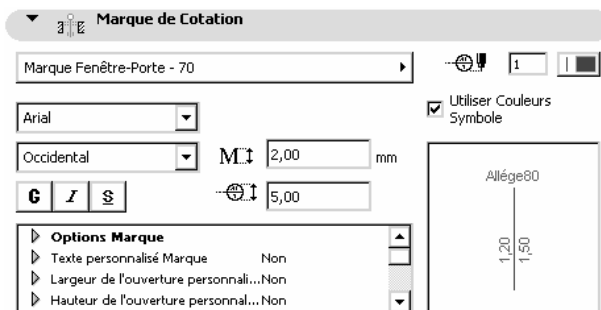 Marque de Cotation
Marque Fenêtre-Porte - 70
1
Arial
Utiliser Couleurs
Symbole
Occidental
M
2,00
mm
G I S
5,00
Allége80
1,20
1,50
Options Marque
Texte personnalisé Marque Non
Largeur de l'ouverture personnali...Non
Hauteur de l'ouverture personnal...Non